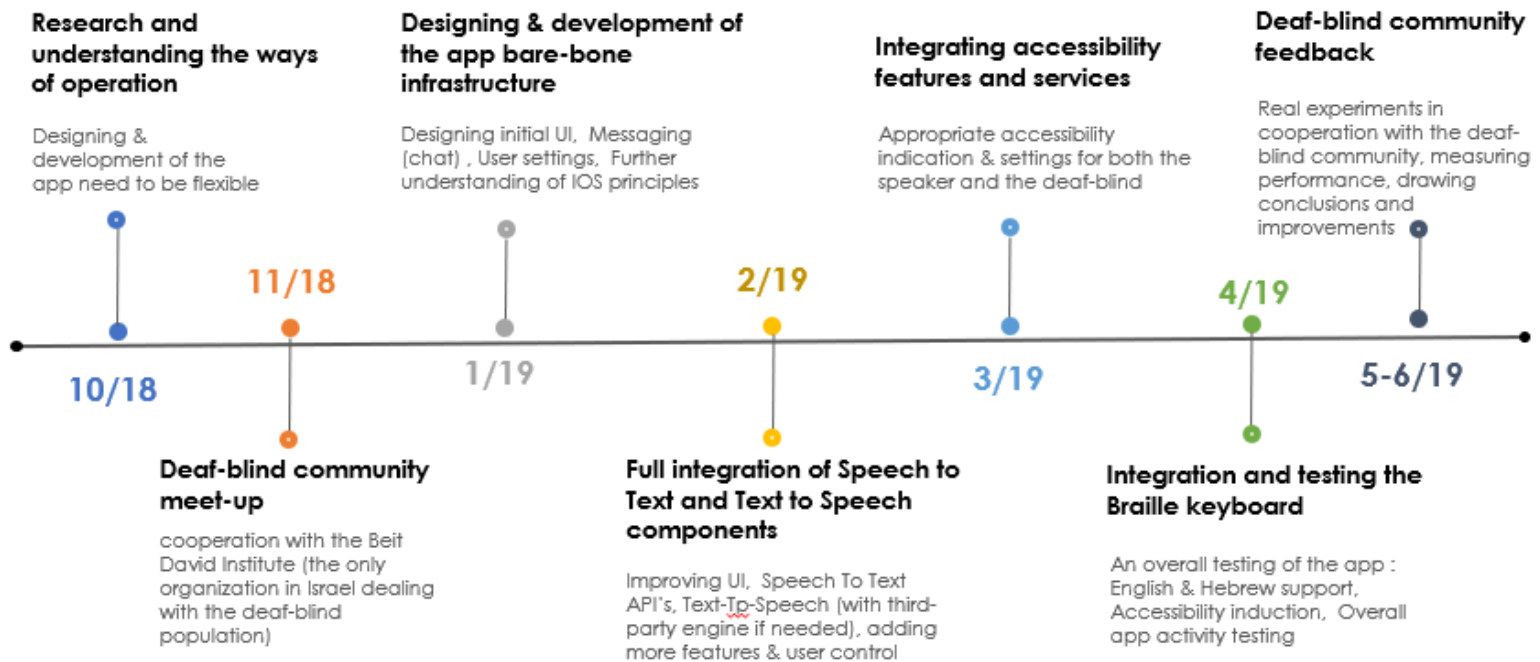 Research and
understanding the ways
of operation
Designing &
development of the
app need to be flexible
10/18
11/18
Deaf-blind community
meet-up
cooperation with the Beit
David Institute (the only
organization in Israel dealing
with the deaf-blind
population)
Designing & development of
the app bare-bone
infrastructure
Designing initial UI,  Messaging
(chat) , User settings,  Further
understanding of IOS principles
1/19
2/19
Full integration of Speech to
Text and Text to Speech
components
Improving UI,  Speech To Text
API's, Text-Tp-Speech (with third-
party engine if needed), adding
more features & user control
Integrating accessibility
features and services
Appropriate accessibility
indication & settings for both the
speaker and the deaf-blind
3/19
4/19
Integration and testing the
Braille keyboard
An overall testing of the app :
English & Hebrew support,
Accessibility induction,  Overall
app activity testing
Deaf-blind community
feedback
Real experiments in
cooperation with the deaf-
blind community, measuring
performance, drawing
conclusions and
improvements
5-6/19